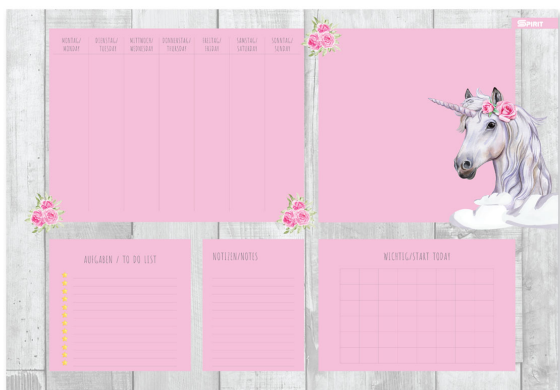 SPIRIT
MONTAG/ DIENSTAG/ MITTWOCH/ DONNERSTAG/ FREITAG/ SAMSTAG/ SONNTAG/
MONDAY TUESDAY WEDNESDAY THURSDAY FRIDAY SATURDAY SUNDAY
AUFGABEN / TO DO LIST
NOTIZEN/NOTES
WICHTIG/START TODAY